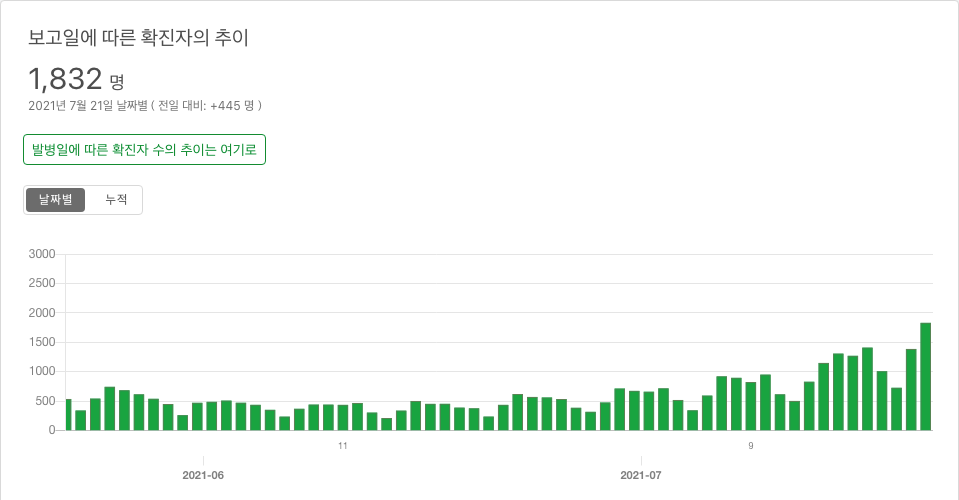 보고일에 따른 확진자의 추이
1,832 명
2021년 7월 21일 날짜별 ( 전일 대비: +445 명 )
발병일에 따른 확진자 수의 추이는 여기로
날짜별 누적
3000
2500
2000
1500
1000
500
0
11 9
2021-06 2021-07